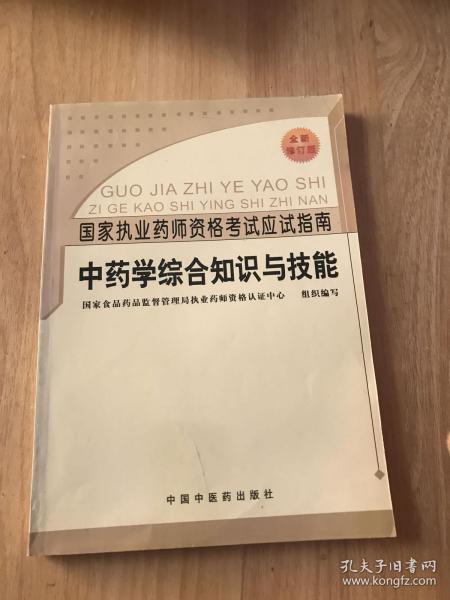 全新
修订版
GUO JIA ZHI YE YAO SHI
ZI GE KAO SHI YING SHI ZHI NAN
国家执业药师资格考试应试指南
中药学综合知识与技能
国家食品药品监督管理局执业药师资格认证中心 组织编写
中国中医药出版社
孔夫子旧书网
www.kongfz.com